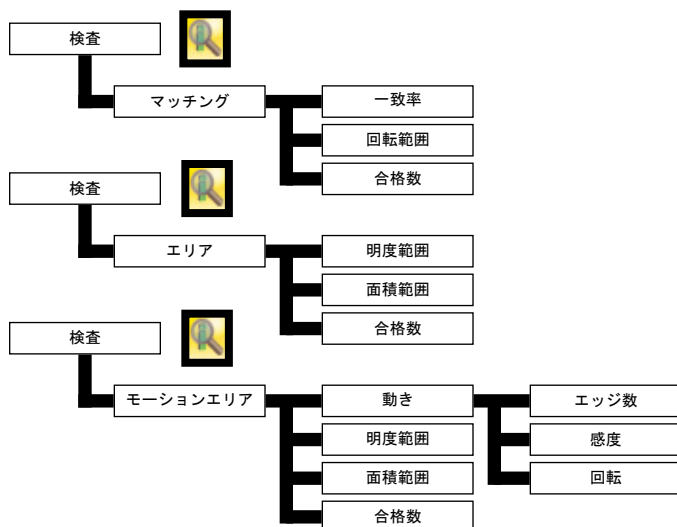 検査
マッチング
一致率
回転範囲
合格数
検査
エリア
明度範囲
面積範囲
合格数
検査
モーションエリア
動き
エッジ数
明度範囲
感度
面積範囲
回転
合格数